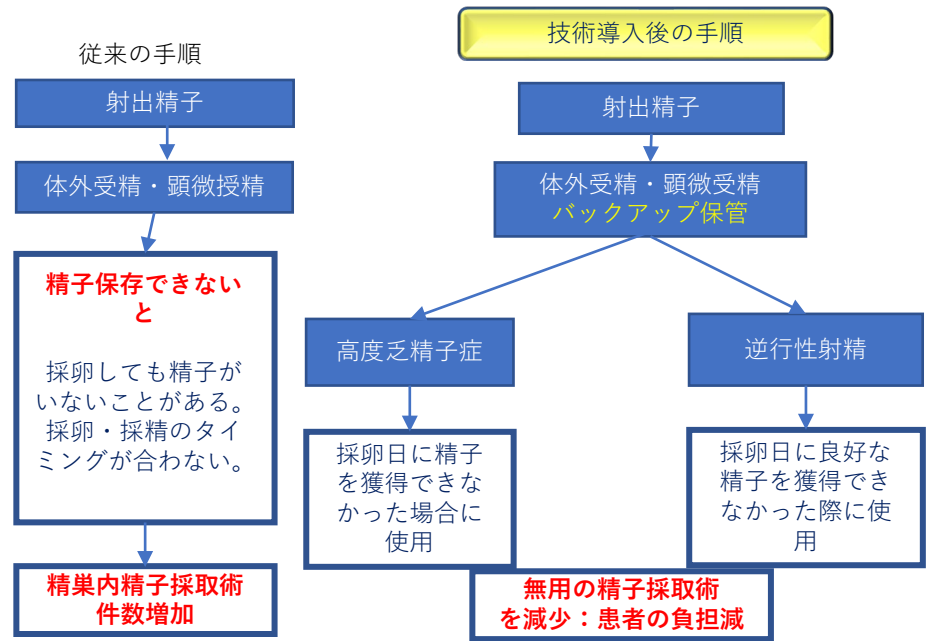 従来の手順
射出精子
体外受精・顕微授精
精子保存できない
と
採卵しても精子が
いないことがある。
採卵・採精のタイ
ミングが合わない。
精巣内精子採取術
件数増加
技術導入後の手順
射出精子
体外受精・顕微受精
バックアップ保管
高度乏精子症
採卵日に精子
を獲得できな
かった場合に
使用
逆行性射精
採卵日に良好な
精子を獲得でき
なかった際に使
用
無用の精子採取術
を減少：患者の負担減